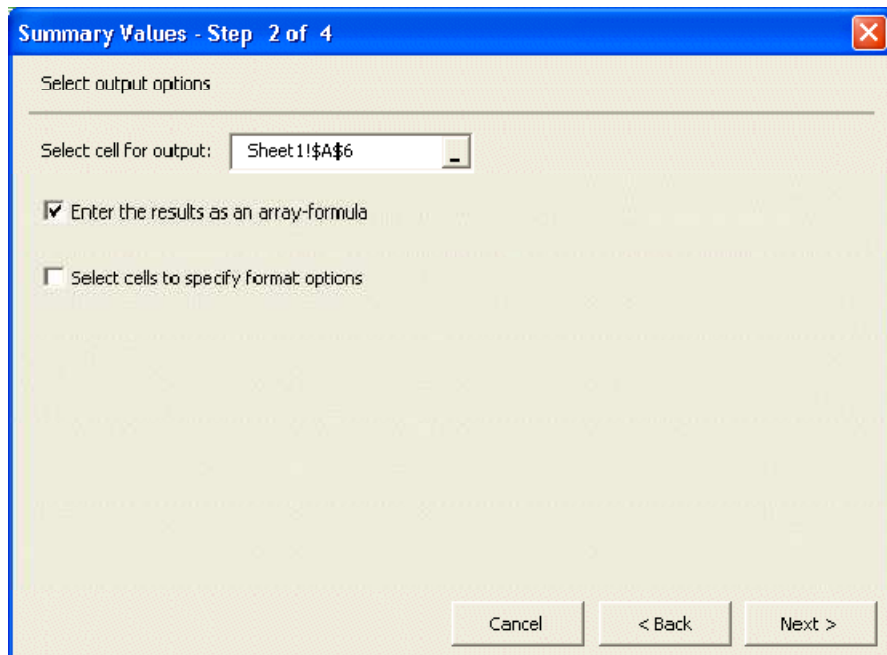 Summary Values - Step 2 of 4
Select output options
Select cell for output: Sheet1!$A$6
Enter the results as an array-formula
Select cells to specify format options
Cancel < Back Next >